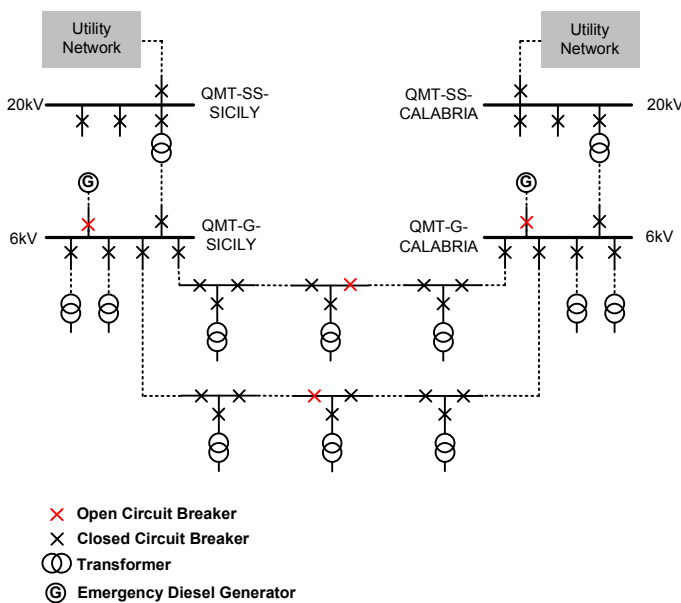 Utility
Network
Utility
Network
20kV
QMT-SS-
SICILY
QMT-SS-
CALABRIA
20kV
G
G
6kV
QMT-G-
SICILY
QMT-G-
CALABRIA
6kV
Open Circuit Breaker
Closed Circuit Breaker
Transformer
G Emergency Diesel Generator